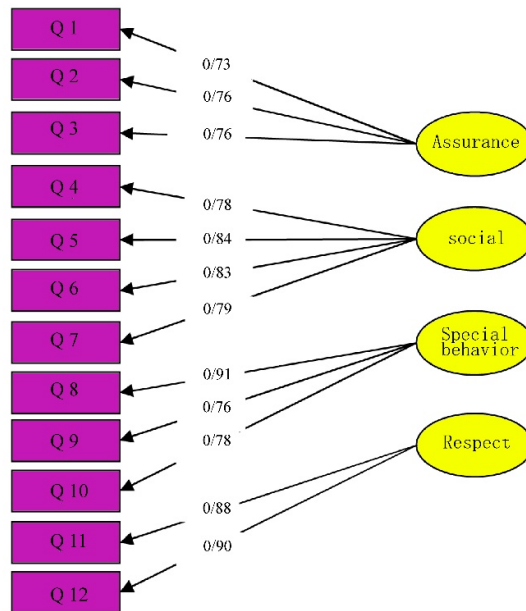 Q 1
Q 2
Q 3
Q 4
Q 5
Q 6
Q 7
Q 8
Q 9
Q 10
Q 11
Q 12
0/73
0/76
0/76
0/78
0/84
0/83
0/79
0/91
0/76
0/78
0/88
0/90
Assurance
social
Special
behavior
Respect